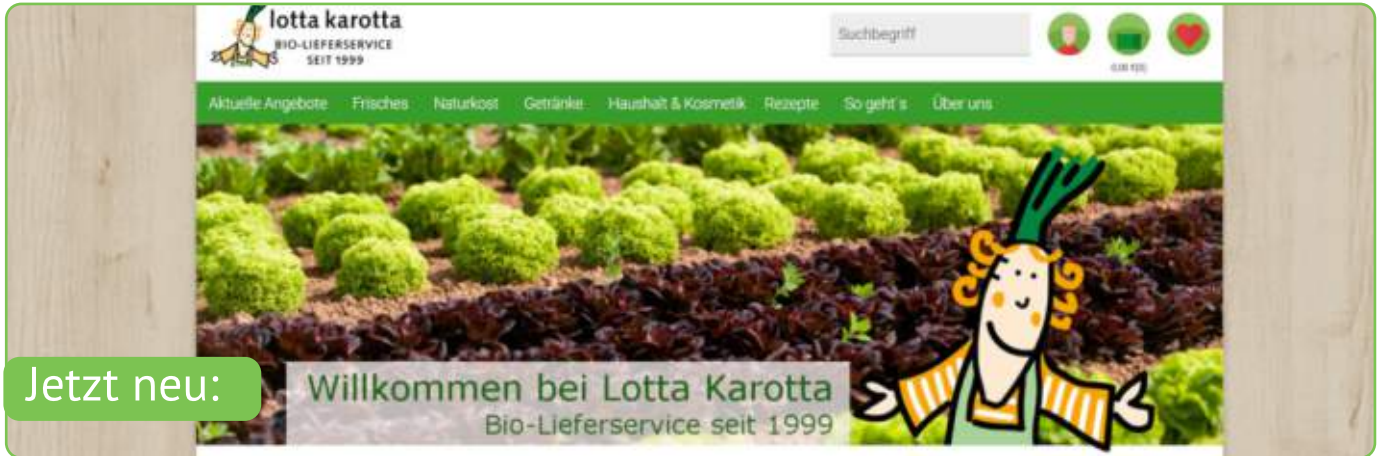 lotta karotta
BIO-LIEFERSERVICE
SEIT 1999
Suchbegriff
Aktuelle Angebote Frisches Naturkost Getränke Haushalt & Kosmetik Rezepte So geht´s Über uns
Jetzt neu:
Willkommen bei Lotta Karotta
Bio-Lieferservice seit 1999